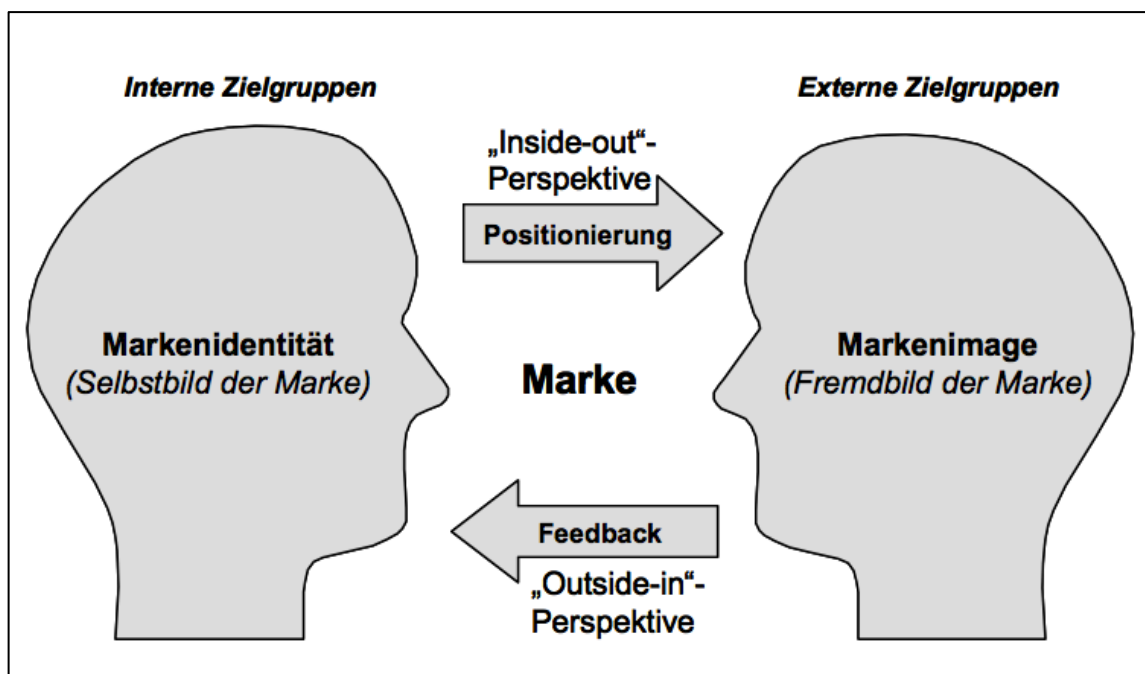 Interne Zielgruppen
Externe Zielgruppen
„Inside-out“-
Perspektive
Positionierung
Markenidentität
(Selbstbild der Marke)
Marke
Markenimage
(Fremdbild der Marke)
Feedback
„Outside-in“-
Perspektive